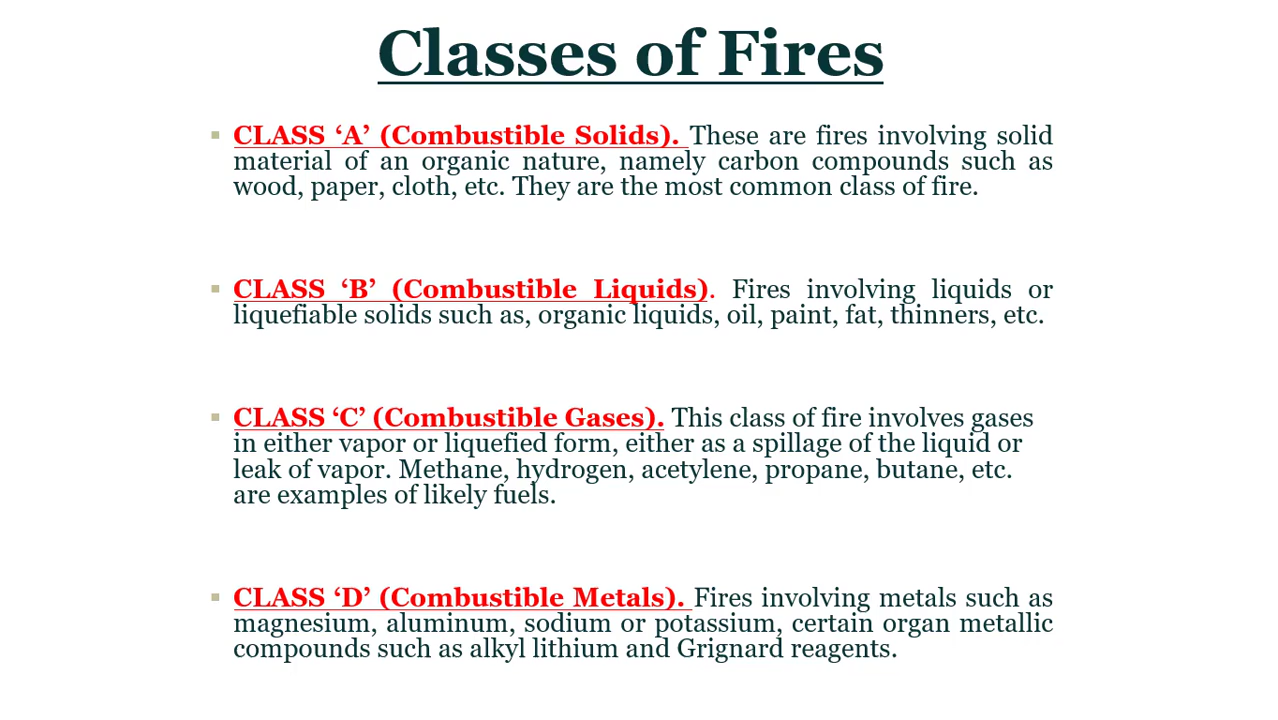 Classes of Fires
▪ CLASS ‘A’ (Combustible Solids). These are fires involving solid
material of an organic nature, namely carbon compounds such as
wood, paper, cloth, etc. They are the most common class of fire.
▪ CLASS ‘B’ (Combustible Liquids). Fires involving liquids or
liquefiable solids such as, organic liquids, oil, paint, fat, thinners, etc.
▪ CLASS ‘C’ (Combustible Gases). This class of fire involves gases
in either vapor or liquefied form, either as a spillage of the liquid or
leak of vapor. Methane, hydrogen, acetylene, propane, butane, etc.
are examples of likely fuels.
▪ CLASS ‘D’ (Combustible Metals). Fires involving metals such as
magnesium, aluminum, sodium or potassium, certain organ metallic
compounds such as alkyl lithium and Grignard reagents.